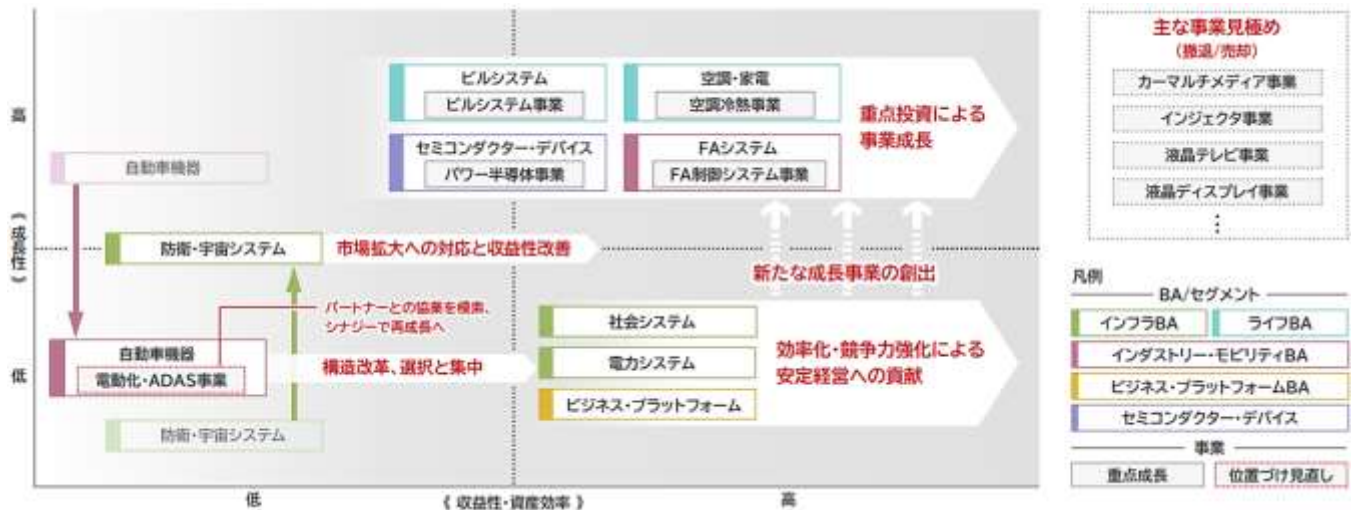 高
《成長性》
低
自動車機器
防衛・宇宙システム
自動車機器
電動化・ADAS事業
防衛・宇宙システム
ビルシステム
ビルシステム事業
空調・家電
空調冷熱事業
セミコンダクター・デバイス
パワー半導体事業
FAシステム
FA制御システム事業
重点投資による
事業成長
市場拡大への対応と収益性改善
新たな成長事業の創出
パートナーとの協業を模索、
シナジーで再成長へ
構造改革、選択と集中
社会システム
電力システム
ビジネス・プラットフォーム
効率化・競争力強化による
安定経営への貢献
低
《 収益性・資産効率 》
高
主な事業見極め
(撤退/売却)
カーマルチメディア事業
インジェクタ事業
液晶テレビ事業
液晶ディスプレイ事業
⋮
凡例
BA/セグメント
インフラBA
ライフBA
インダストリー・モビリティBA
ビジネス・プラットフォームBA
セミコンダクター・デバイス
事業
重点成長
位置づけ見直し